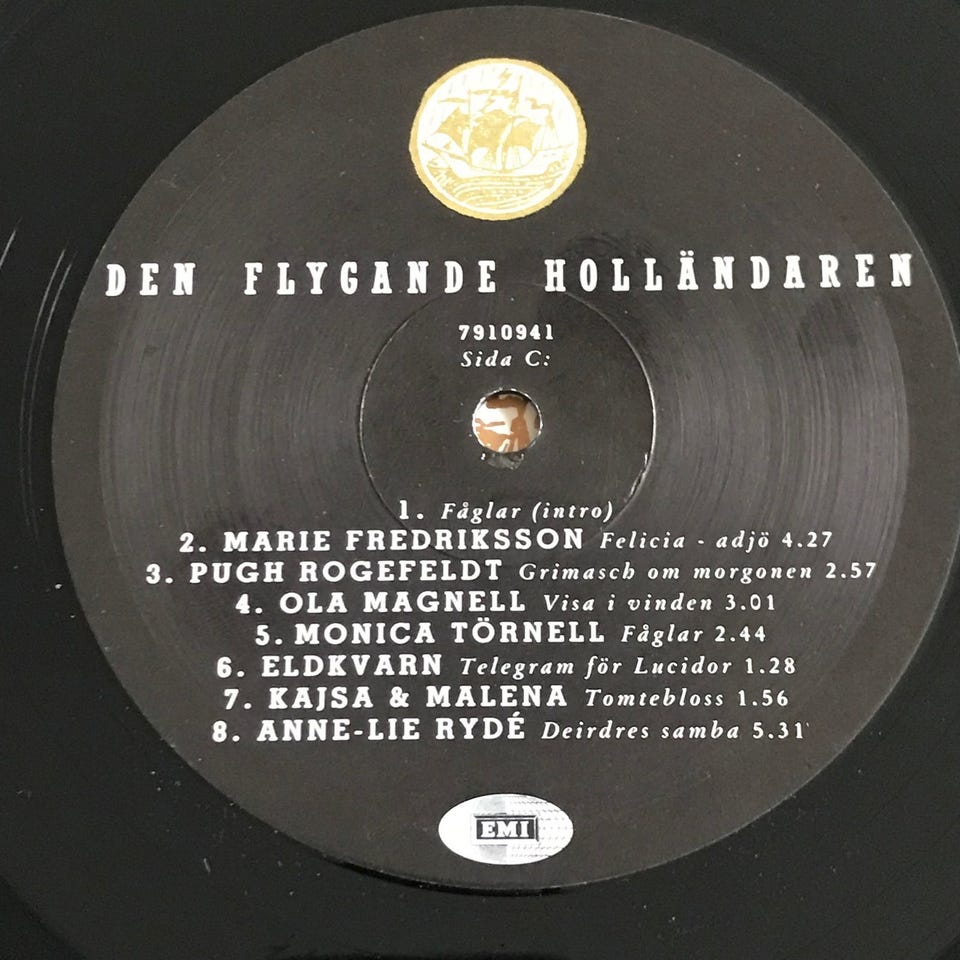 DEN FLYGANDE HOLLÄNDAREN
7910941
Sida C:
1. Fåglar (intro)
2. MARIE FREDRIKSSON Felicia - adjö 4.27
3. PUGH ROGEFELDT Grimasch om morgonen 2.57
4. OLA MAGNELL Visa i vinden 3.01
5. MONICA TÖRNELL Fåglar 2.44
6. ELDKVARN Telegram för Lucidor 1.28
7. KAJSA & MALENA Tomtebloss 1.56
8. ANNE-LIE RYDÉ Deirdres samba 5.31
EMI